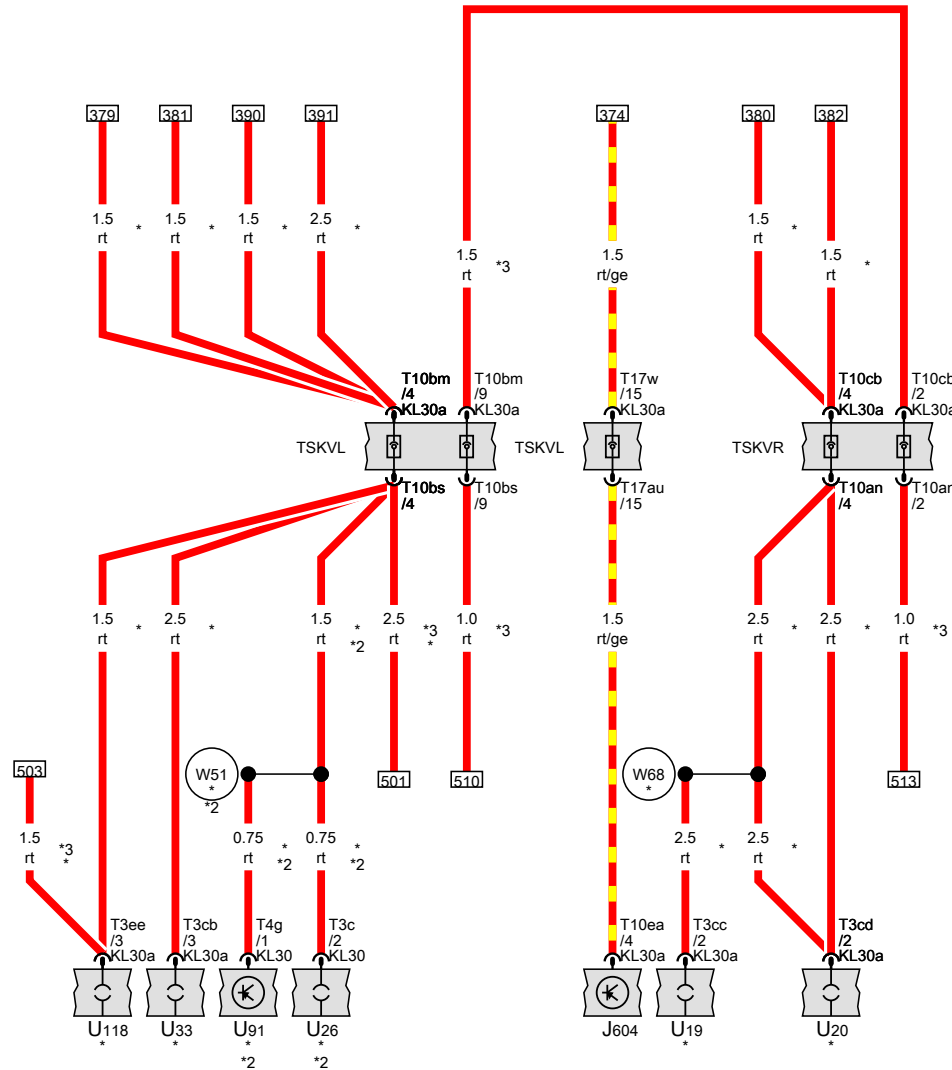 379 381 390 391 374 380 382
1.5 * 1.5 * 1.5 * 2.5 * 1.5 *
rt rt rt rt rt
1.5 *3 1.5 1.5 *
rt rt/ge rt
T10bm T10bm T17w T10cb T10cb
/4 /9 /15 /4 /2
KL30a KL30a KL30a KL30a KL30a
TSKVL TSKVL TSKVR
T10bs T10bs T17au T10an T10an
/4 /9 /15 /4 /2
1.5 * 2.5 * 1.5 * 2.5 *3 1.0 *3 1.5 2.5 * 2.5 * 1.0 *3
rt rt rt *2 rt * rt rt/ge rt rt rt
503 W51 501 510 W68 513
* *
*2
1.5 *3 0.75 * 0.75 * 2.5 * 2.5 *
rt * rt *2 rt *2 rt rt
T3ee T3cb T4g T3c T10ea T3cc T3cd
/3 /3 /1 /2 /4 /2 /2
KL30a KL30a KL30 KL30 KL30a KL30a KL30a
U118 U33 U91 U26 J604 U19 U20
* * * * * *
*2 *2